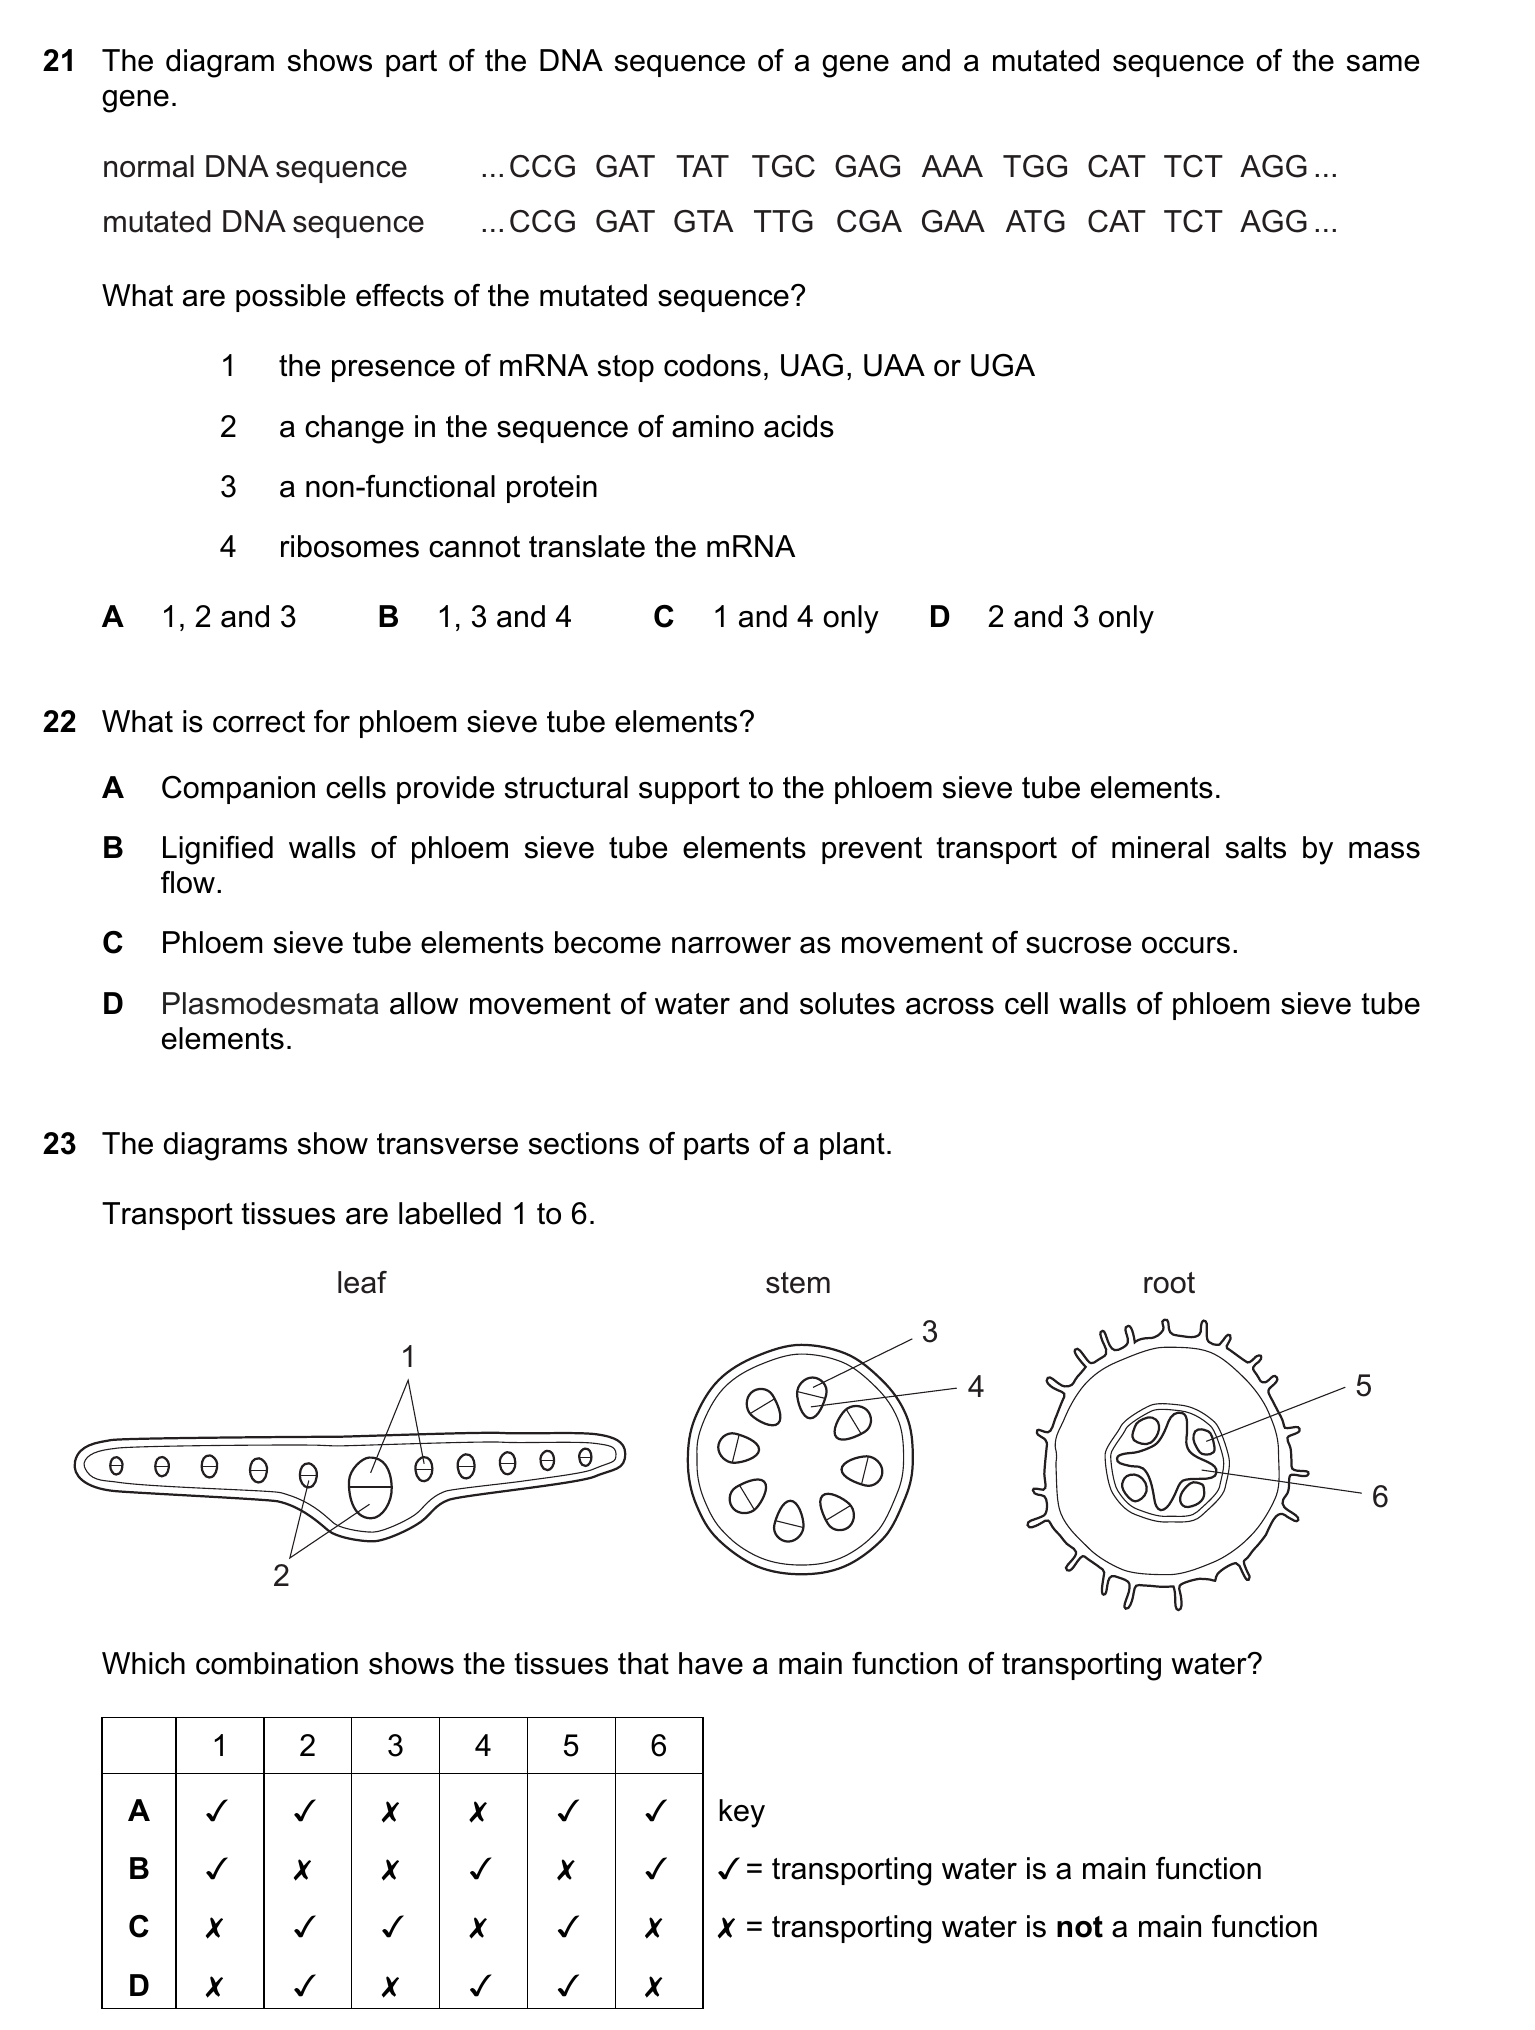 21 The diagram shows part of the DNA sequence of a gene and a mutated sequence of the same
gene.
normal DNA sequence ...CCG GAT TAT TGC GAG AAA TGG CAT TCT AGG...
mutated DNA sequence ...CCG GAT GTA TTG CGA GAA ATG CAT TCT AGG...
What are possible effects of the mutated sequence?
1 the presence of mRNA stop codons, UAG, UAA or UGA
2 a change in the sequence of amino acids
3 a non-functional protein
4 ribosomes cannot translate the mRNA
A 1, 2 and 3 B 1, 3 and 4 C 1 and 4 only D 2 and 3 only
22 What is correct for phloem sieve tube elements?
A Companion cells provide structural support to the phloem sieve tube elements.
B Lignified walls of phloem sieve tube elements prevent transport of mineral salts by mass
flow.
C Phloem sieve tube elements become narrower as movement of sucrose occurs.
D Plasmodesmata allow movement of water and solutes across cell walls of phloem sieve tube
elements.
23 The diagrams show transverse sections of parts of a plant.
Transport tissues are labelled 1 to 6.
leaf stem root
1
2
3
4
5
6
Which combination shows the tissues that have a main function of transporting water?
1 2 3 4 5 6
A ✓ ✓ ✗ ✗ ✓ ✓ key
B ✓ ✗ ✗ ✓ ✗ ✓ ✓ = transporting water is a main function
C ✗ ✓ ✓ ✗ ✓ ✗ ✗ = transporting water is not a main function
D ✗ ✓ ✗ ✓ ✓ ✗